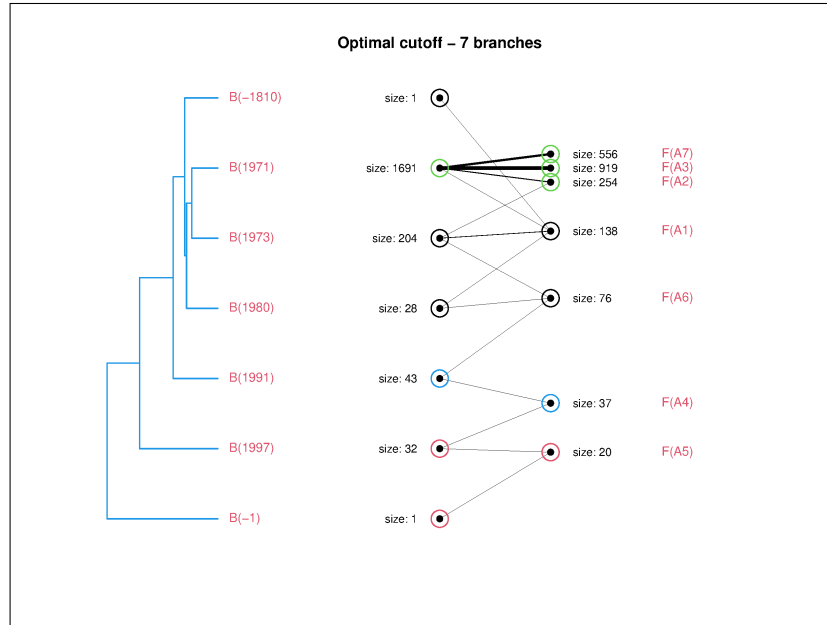 Optimal cutoff – 7 branches
B(−1810) size: 1
size: 556 F(A7)
B(1971) size: 1691 size: 919 F(A3)
size: 254 F(A2)
size: 138 F(A1)
B(1973) size: 204
size: 76 F(A6)
B(1980) size: 28
B(1991) size: 43
size: 37 F(A4)
B(1997) size: 32 size: 20 F(A5)
B(−1) size: 1